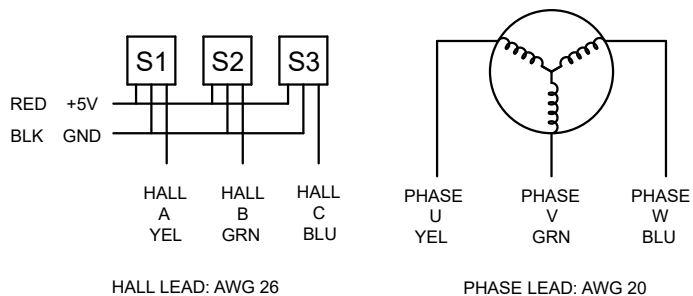 S1 S2 S3
RED +5V
BLK GND
HALL A YEL
HALL B GRN
HALL C BLU
PHASE U YEL
PHASE V GRN
PHASE W BLU
HALL LEAD: AWG 26
PHASE LEAD: AWG 20